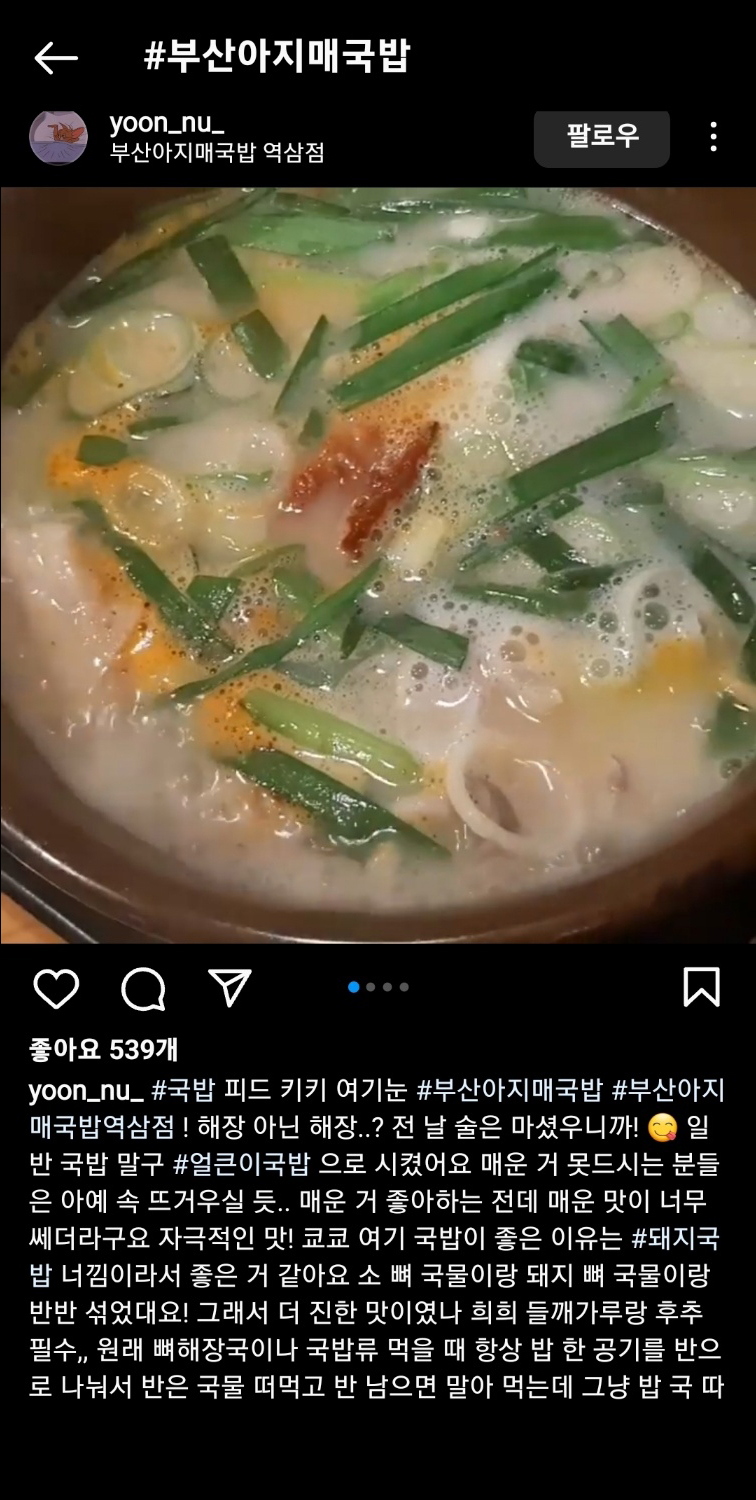 #부산아지매국밥
yoon_nu_
부산아지매국밥 역삼점
팔로우
좋아요 539개
yoon_nu_ #국밥 피드 키키 여기눈 #부산아지매국밥 #부산아지
매국밥역삼점 ! 해장 아닌 해장..? 전 날 술은 마셨우니까! 😋 일
반 국밥 말구 #얼큰이국밥 으로 시켰어요 매운 거 못드시는 분들
은 아예 속 뜨거우실 듯.. 매운 거 좋아하는 전데 매운 맛이 너무
쎄더라구요 자극적인 맛! 쿄쿄 여기 국밥이 좋은 이유는 #돼지국
밥 너낌이라서 좋은 거 같아요 소 뼈 국물이랑 돼지 뼈 국물이랑
반반 섞었대요! 그래서 더 진한 맛이였나 희희 들깨가루랑 후추
필수,, 원래 뼈해장국이나 국밥류 먹을 때 항상 밥 한 공기를 반으
로 나눠서 반은 국물 떠먹고 반 남으면 말아 먹는데 그냥 밥 국 따